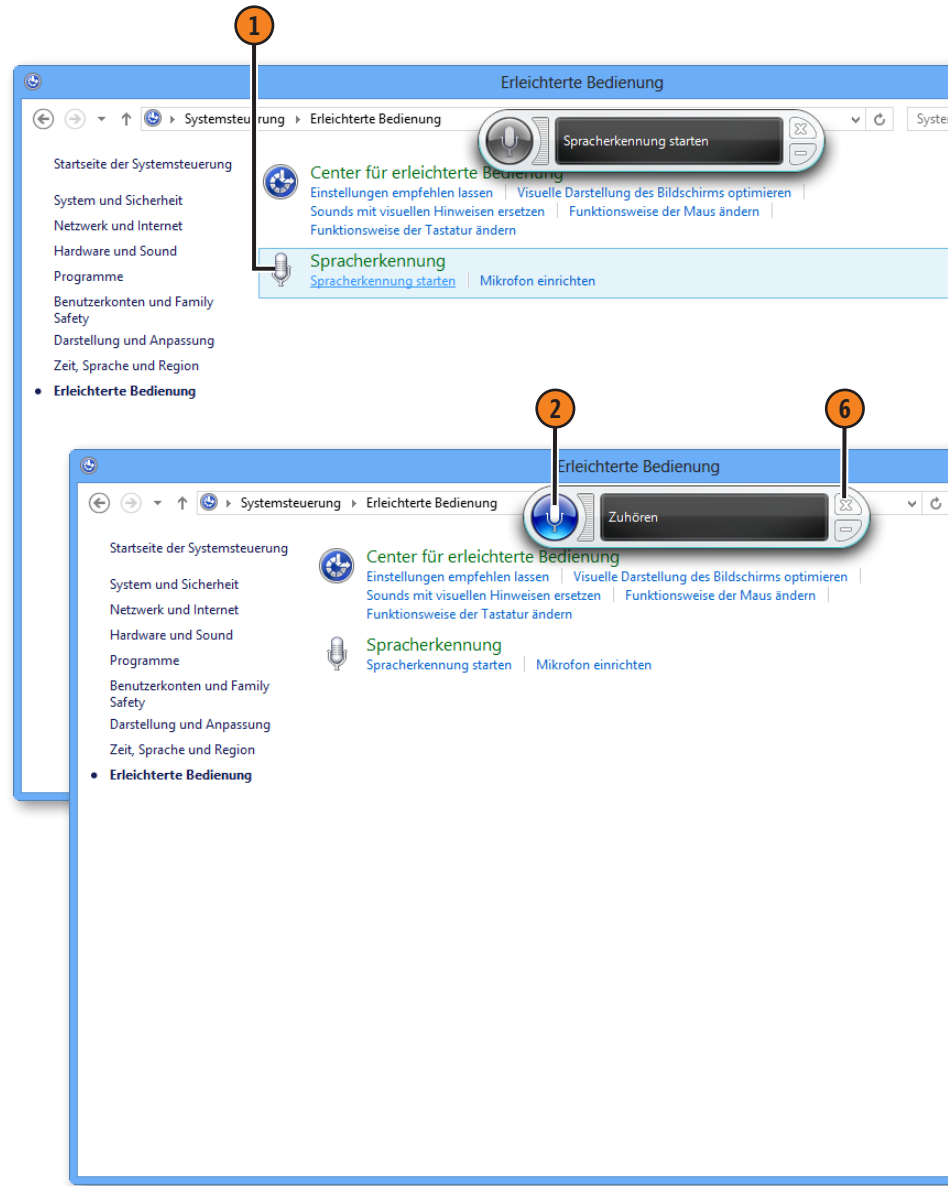 1
Erleichterte Bedienung
Systemsteuerung Erleichterte Bedienung
Spracherkennung starten
Startseite der Systemsteuerung
System und Sicherheit
Netzwerk und Internet
Hardware und Sound
Programme
Benutzerkonten und Family
Safety
Darstellung und Anpassung
Zeit, Sprache und Region
• Erleichterte Bedienung
Center für erleichterte Bedienung
Einstellungen empfehlen lassen Visuelle Darstellung des Bildschirms optimieren
Sounds mit visuellen Hinweisen ersetzen Funktionsweise der Maus ändern
Funktionsweise der Tastatur ändern
Spracherkennung
Spracherkennung starten Mikrofon einrichten
2 6
Erleichterte Bedienung
Systemsteuerung Erleichterte Bedienung
Zuhören
Startseite der Systemsteuerung
System und Sicherheit
Netzwerk und Internet
Hardware und Sound
Programme
Benutzerkonten und Family
Safety
Darstellung und Anpassung
Zeit, Sprache und Region
• Erleichterte Bedienung
Center für erleichterte Bedienung
Einstellungen empfehlen lassen Visuelle Darstellung des Bildschirms optimieren
Sounds mit visuellen Hinweisen ersetzen Funktionsweise der Maus ändern
Funktionsweise der Tastatur ändern
Spracherkennung
Spracherkennung starten Mikrofon einrichten